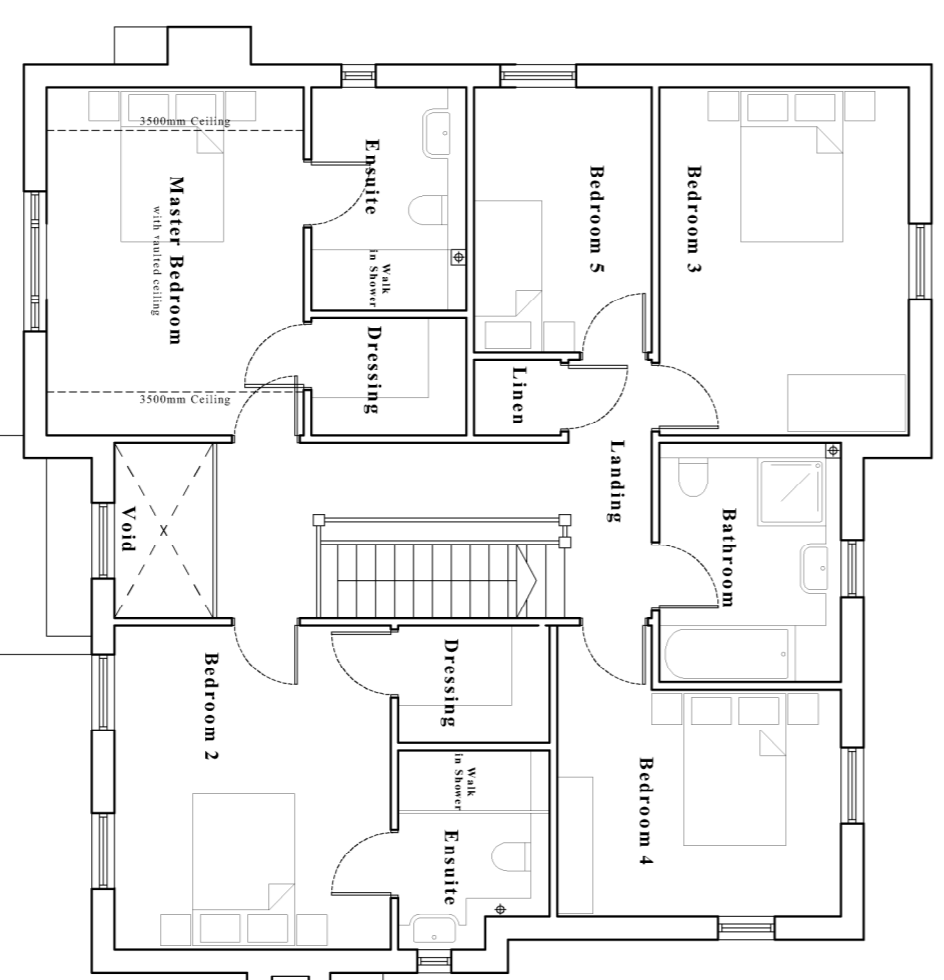 3500mm Ceiling
Master Bedroom
with vaulted ceiling
3500mm Ceiling
Ensuite
Walk
in Shower
Dressing
Bedroom 5
Linen
Bedroom 3
Landing
Void
X
Bathroom
Bedroom 2
Dressing
Walk
in Shower
Ensuite
Bedroom 4